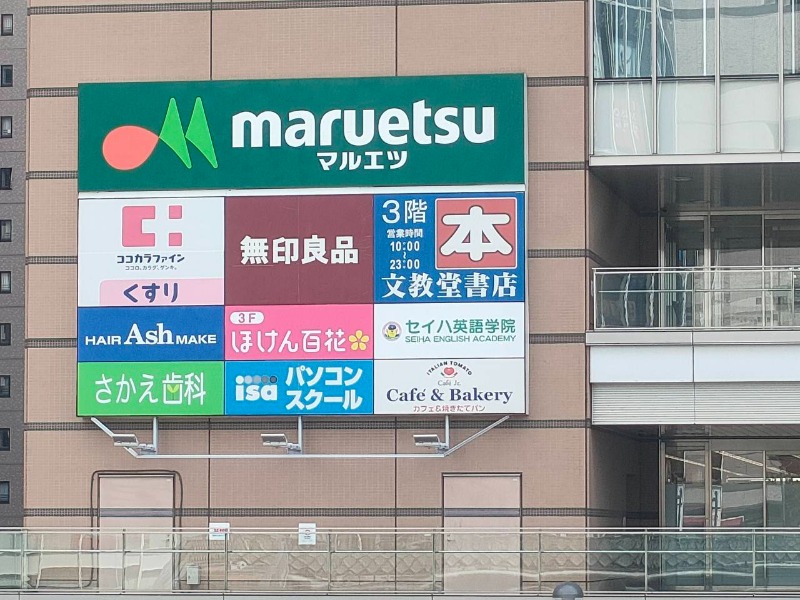 maruetsu
マルエツ
ココカラファイン
ココロ、カラダ、ゲンキ。
くすり
無印良品
3階
営業時間
10:00
~
23:00
本
文教堂書店
HAIR Ash MAKE
3F
ほけん百花
セイハ英語学院
SEIHA ENGLISH ACADEMY
さかえ歯科
isa パソコン
スクール
ITALIAN TOMATO
Café Jr.
Café & Bakery
カフェ&焼きたてパン